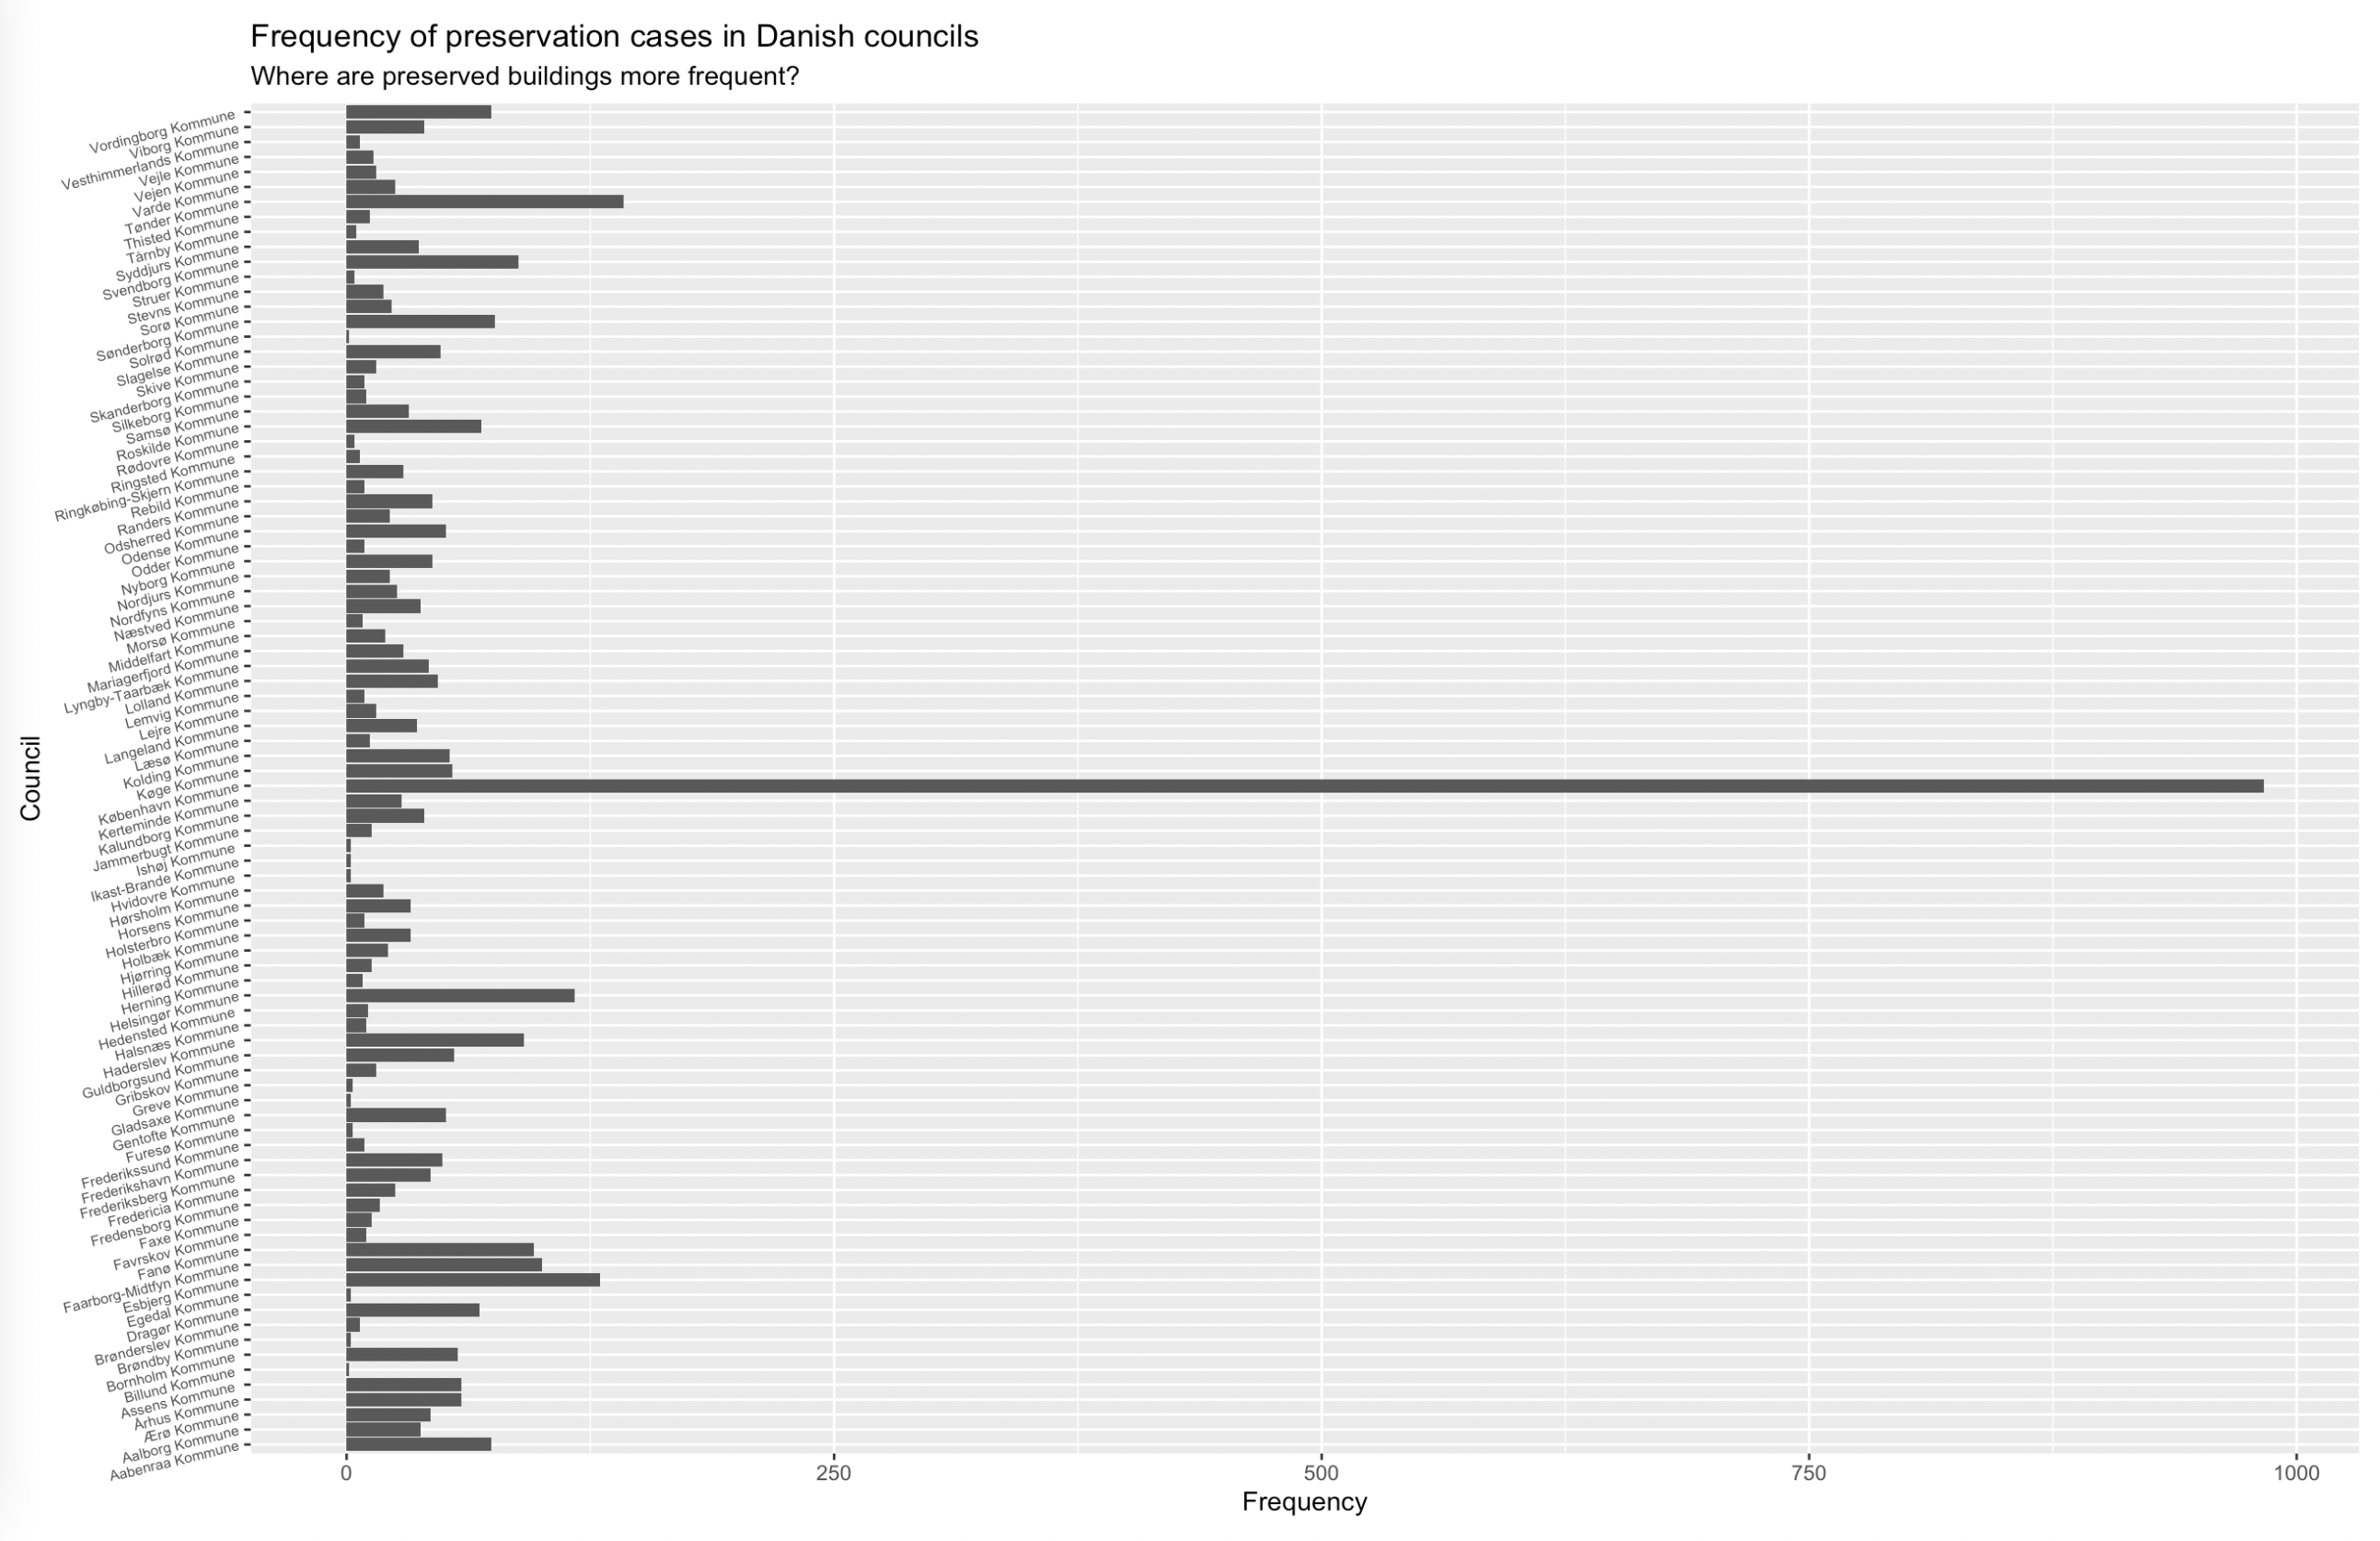 Frequency of preservation cases in Danish councils
Where are preserved buildings more frequent?
Vordingborg Kommune
Viborg Kommune
Vesthimmerlands Kommune
Vejle Kommune
Vejen Kommune
Varde Kommune
Tønder Kommune
Thisted Kommune
Tårnby Kommune
Syddjurs Kommune
Svendborg Kommune
Struer Kommune
Stevns Kommune
Sorø Kommune
Sønderborg Kommune
Solrød Kommune
Slagelse Kommune
Skive Kommune
Skanderborg Kommune
Silkeborg Kommune
Samsø Kommune
Roskilde Kommune
Rødovre Kommune
Ringsted Kommune
Ringkøbing-Skjern Kommune
Rebild Kommune
Randers Kommune
Odsherred Kommune
Odense Kommune
Odder Kommune
Nyborg Kommune
Nordjurs Kommune
Nordfyns Kommune
Næstved Kommune
Morsø Kommune
Middelfart Kommune
Mariagerfjord Kommune
Lyngby-Taarbæk Kommune
Lolland Kommune
Lemvig Kommune
Lejre Kommune
Langeland Kommune
Læsø Kommune
Kolding Kommune
Køge Kommune
København Kommune
Kerteminde Kommune
Kalundborg Kommune
Jammerbugt Kommune
Ishøj Kommune
Ikast-Brande Kommune
Hvidovre Kommune
Hørsholm Kommune
Horsens Kommune
Holsterbro Kommune
Holbæk Kommune
Hjørring Kommune
Hillerød Kommune
Herning Kommune
Helsingør Kommune
Hedensted Kommune
Halsnæs Kommune
Haderslev Kommune
Guldborgsund Kommune
Gribskov Kommune
Greve Kommune
Gladsaxe Kommune
Gentofte Kommune
Furesø Kommune
Frederikssund Kommune
Frederikshavn Kommune
Frederiksberg Kommune
Fredericia Kommune
Fredensborg Kommune
Faxe Kommune
Favrskov Kommune
Fanø Kommune
Faarborg-Midtfyn Kommune
Esbjerg Kommune
Egedal Kommune
Dragør Kommune
Brønderslev Kommune
Brøndby Kommune
Bornholm Kommune
Billund Kommune
Assens Kommune
Århus Kommune
Ærø Kommune
Aalborg Kommune
Aabenraa Kommune
Council
0 250 500 750 1000
Frequency